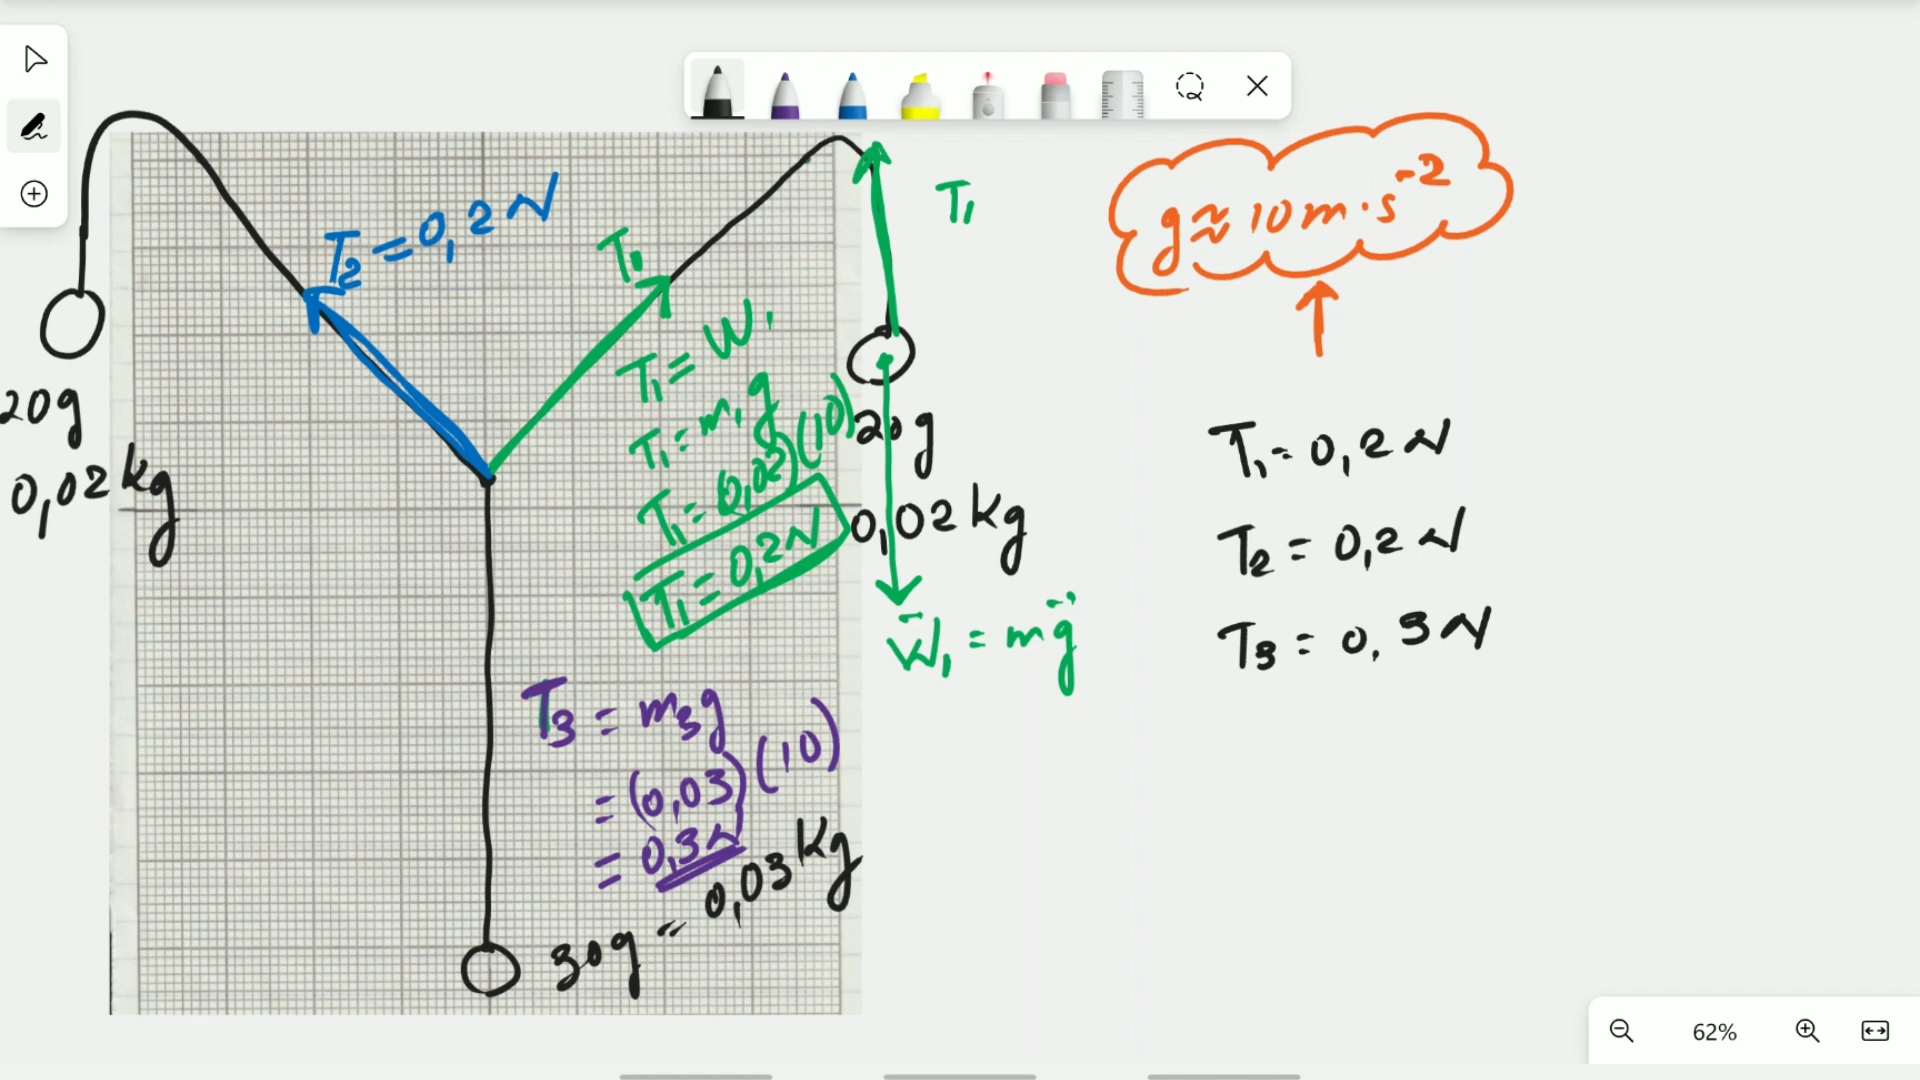 T₂ = 0,2 N
T₁
T₁
g ≈ 10 m·s⁻²
T₁ = W₁
T₁ = m₁g
T₁ = (0,02)(10)
T₁ = 0,2 N
20g
0,02 kg
20g
0,02 kg
W⃗₁ = mg⃗
T₁ = 0,2 N
T₂ = 0,2 N
T₃ = 0,3 N
T₃ = m₃g
= (0,03)(10)
= 0,3 N
30g = 0,03 kg
62%